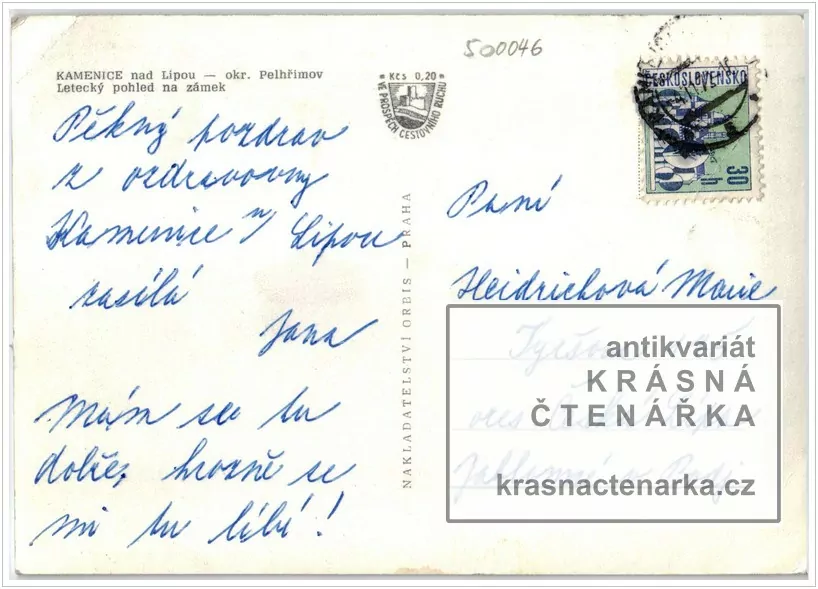 500046
KAMENICE nad Lipou — okr. Pelhřimov
Letecký pohled na zámek
Kčs 0,20
VE PROSPĚCH CESTOVNÍHO RUCHU
ČESKOSLOVENSKO
30 h
Pěkný pozdrav
z ozdravovny
Kamenice n/ Lipou
zasílá
Jana
Mám se tu
dobře, hrozně se
mi tu líbí!
NAKLADATELSTVÍ ORBIS — PRAHA
Paní
Heidrichová Marie
antikvariát
KRÁSNÁ
ČTENÁŘKA
krasnactenarka.cz